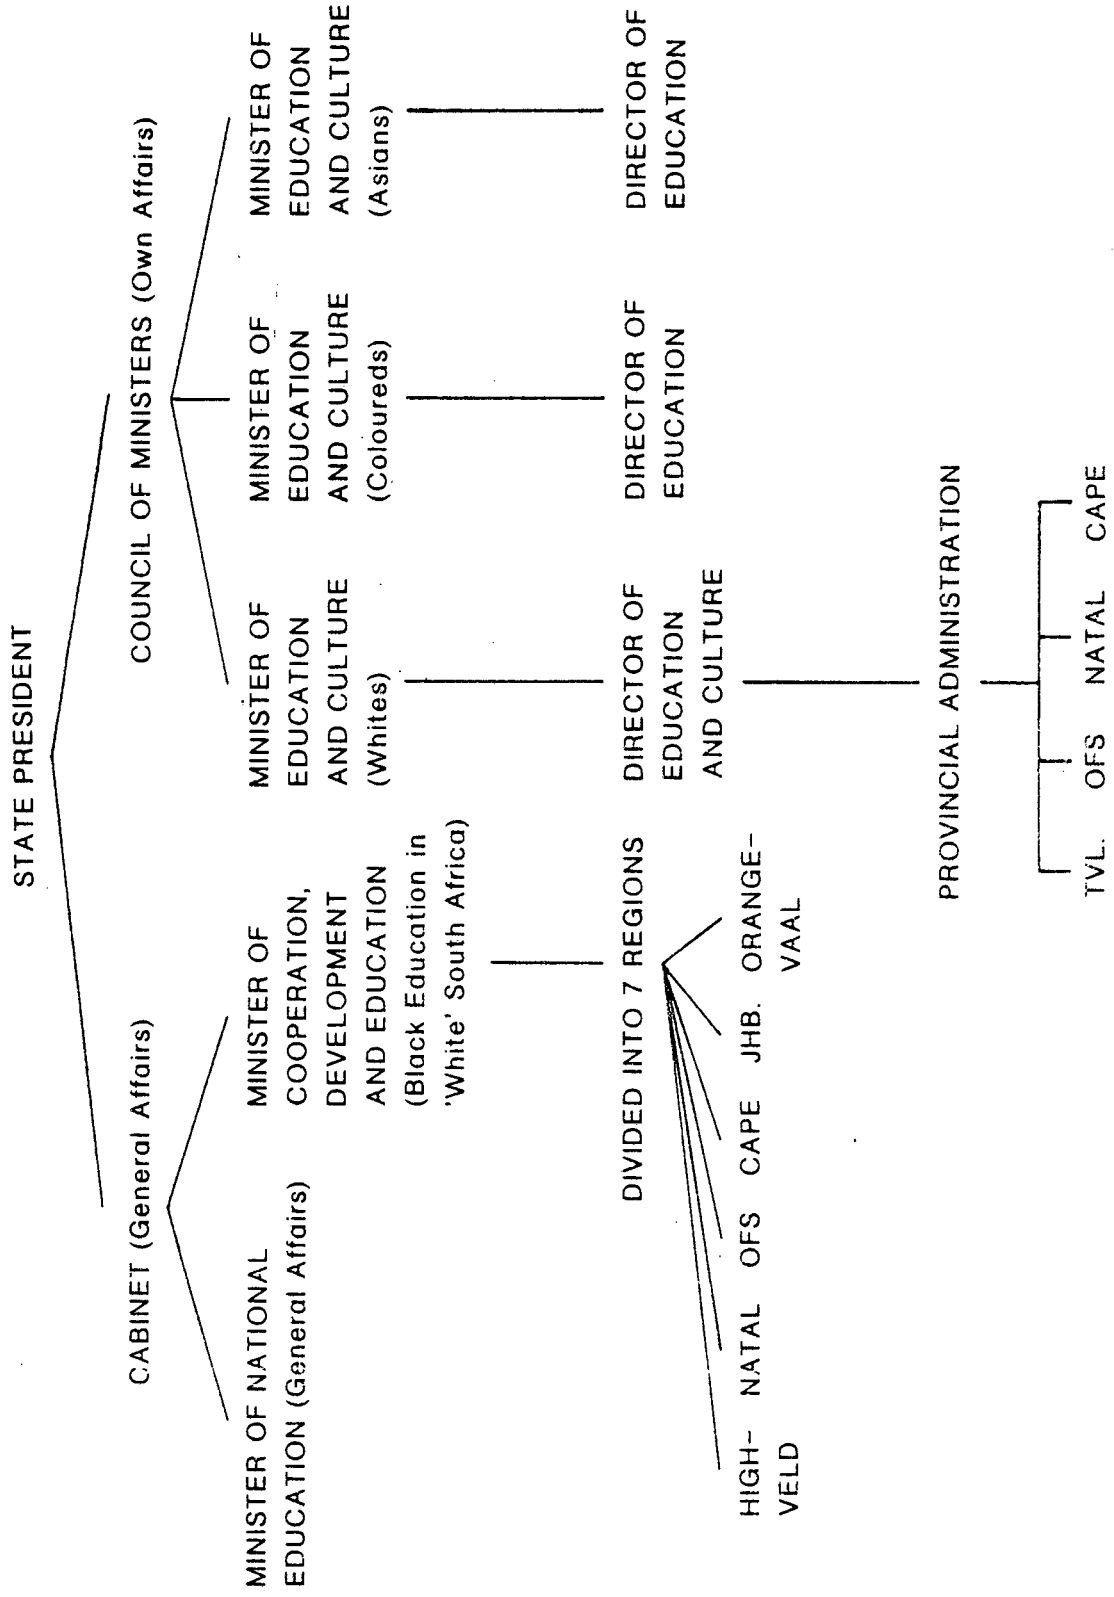 STATE PRESIDENT
CABINET (General Affairs)
COUNCIL OF MINISTERS (Own Affairs)
MINISTER OF NATIONAL
EDUCATION (General Affairs)
MINISTER OF
COOPERATION,
DEVELOPMENT
AND EDUCATION
(Black Education in
'White' South Africa)
MINISTER OF
EDUCATION
AND CULTURE
(Whites)
MINISTER OF
EDUCATION
AND CULTURE
(Coloureds)
MINISTER OF
EDUCATION
AND CULTURE
(Asians)
DIVIDED INTO 7 REGIONS
DIRECTOR OF
EDUCATION
AND CULTURE
DIRECTOR OF
EDUCATION
DIRECTOR OF
EDUCATION
HIGH-
VELD
NATAL
OFS
CAPE
JHB.
ORANGE-
VAAL
PROVINCIAL ADMINISTRATION
TVL.
OFS
NATAL
CAPE